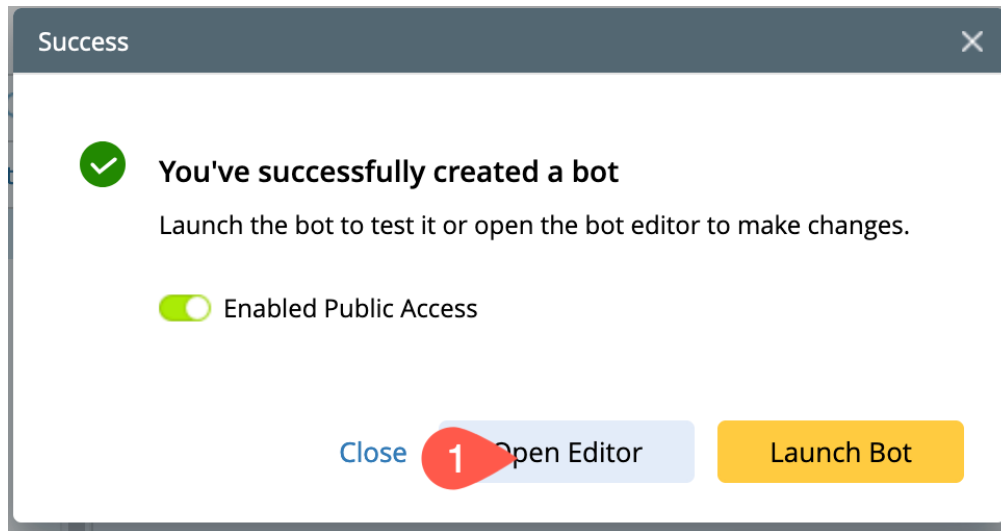 Success
You've successfully created a bot
Launch the bot to test it or open the bot editor to make changes.
Enabled Public Access
Close
1
Open Editor
Launch Bot